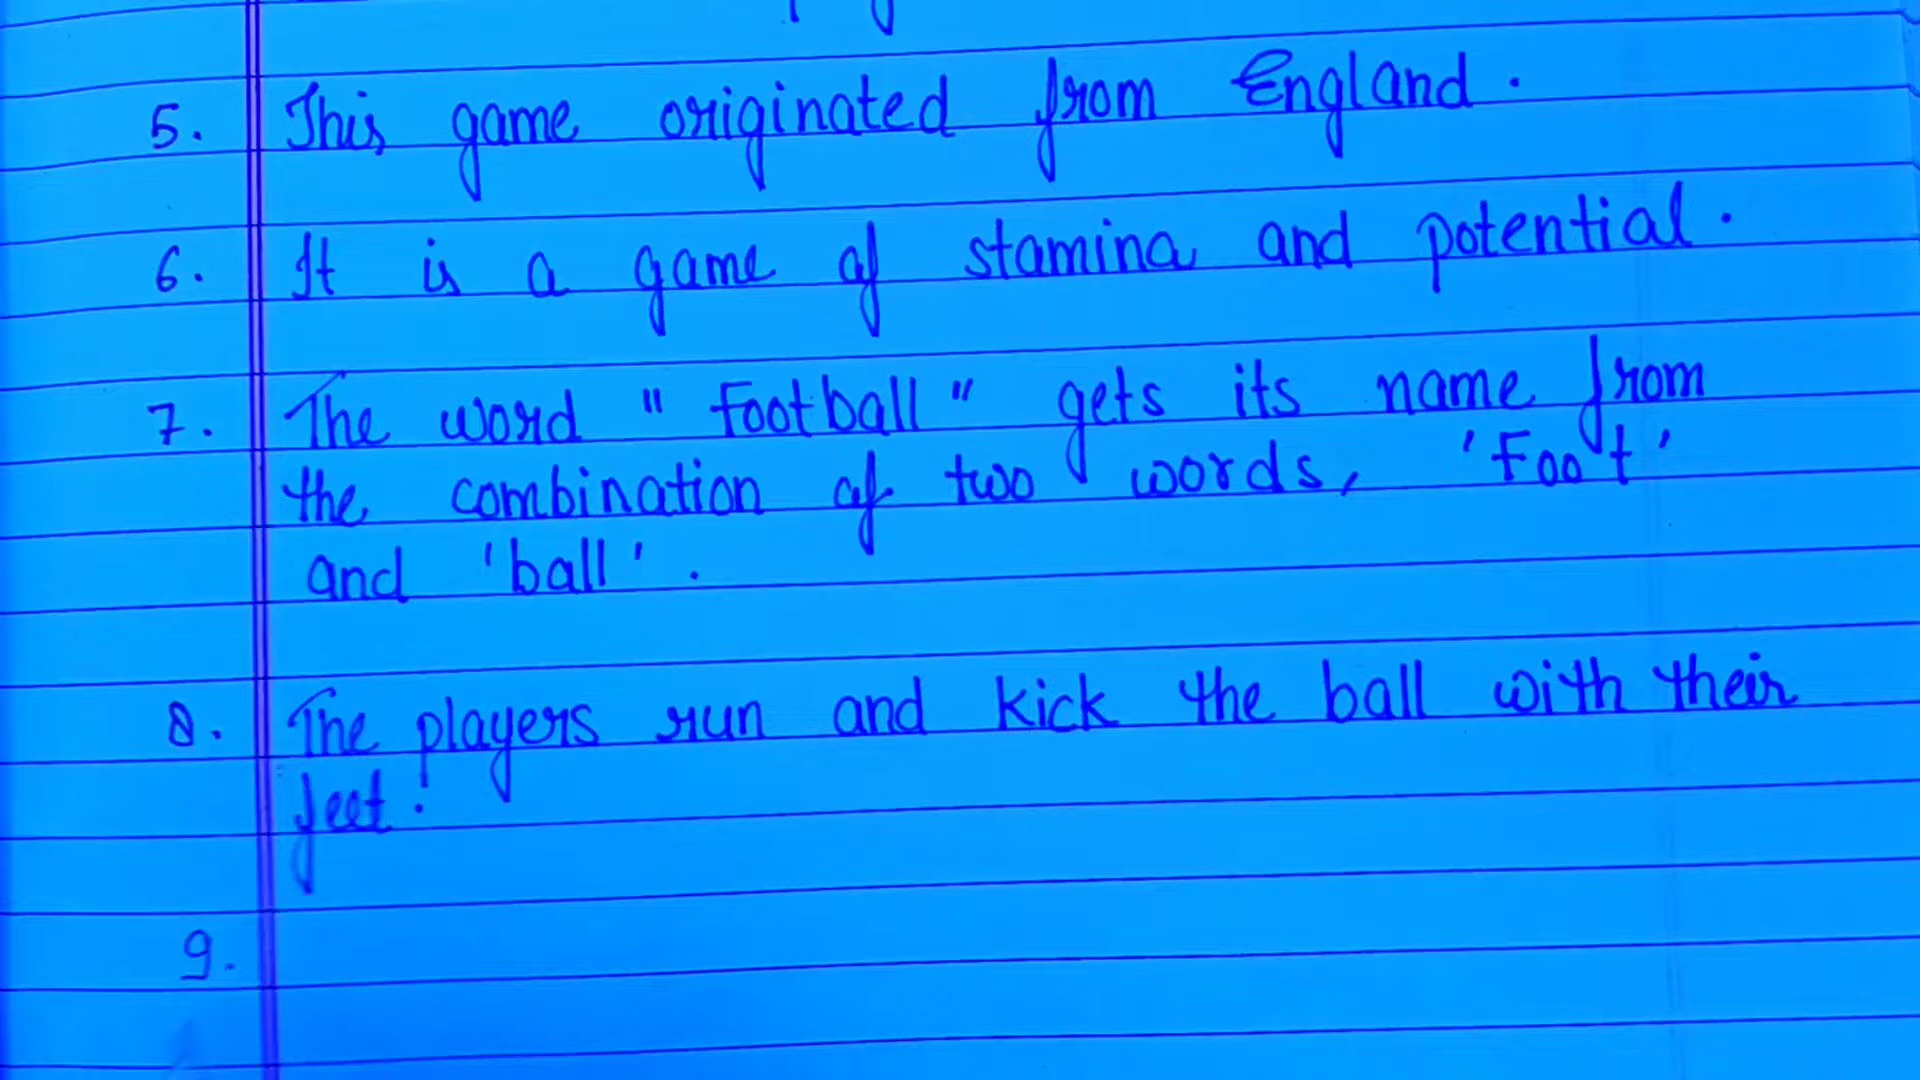 5. This game originated from England.
6. It is a game of stamina and potential.
7. The word "Football" gets its name from
the combination of two words, 'Foot'
and 'ball'.
8. The players run and kick the ball with their
feet.
9.